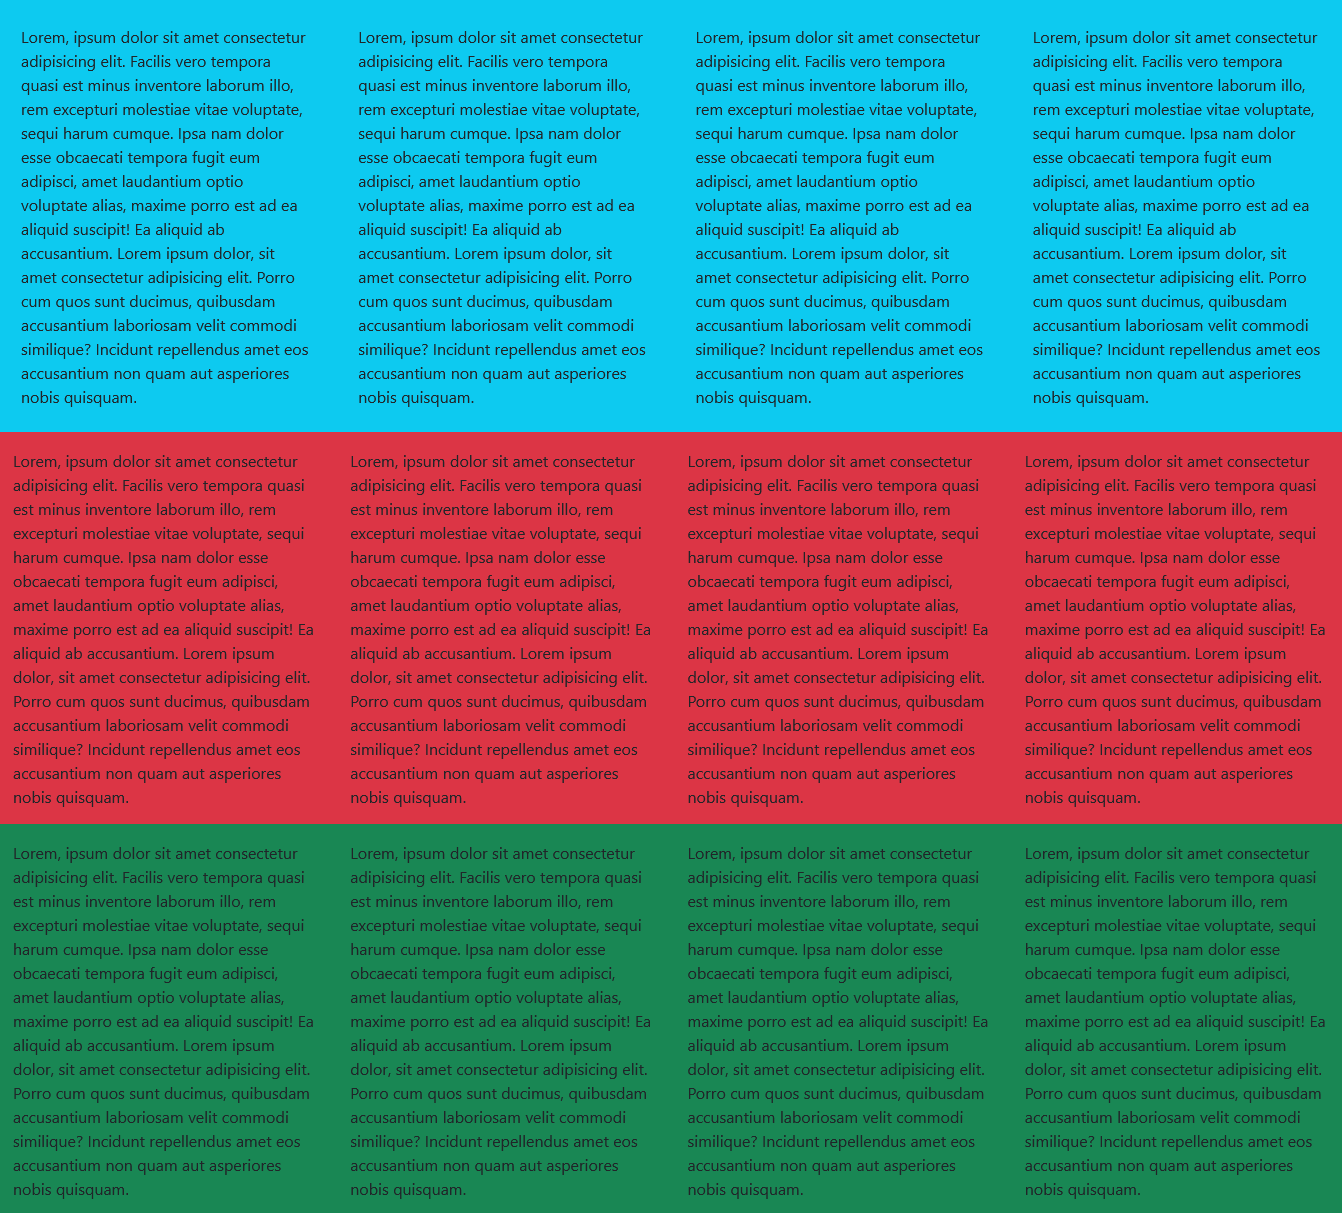 Lorem, ipsum dolor sit amet consectetur
adipisicing elit. Facilis vero tempora
quasi est minus inventore laborum illo,
rem excepturi molestiae vitae voluptate,
sequi harum cumque. Ipsa nam dolor
esse obcaecati tempora fugit eum
adipisci, amet laudantium optio
voluptate alias, maxime porro est ad ea
aliquid suscipit! Ea aliquid ab
accusantium. Lorem ipsum dolor, sit
amet consectetur adipisicing elit. Porro
cum quos sunt ducimus, quibusdam
accusantium laboriosam velit commodi
similique? Incidunt repellendus amet eos
accusantium non quam aut asperiores
nobis quisquam.
Lorem, ipsum dolor sit amet consectetur
adipisicing elit. Facilis vero tempora
quasi est minus inventore laborum illo,
rem excepturi molestiae vitae voluptate,
sequi harum cumque. Ipsa nam dolor
esse obcaecati tempora fugit eum
adipisci, amet laudantium optio
voluptate alias, maxime porro est ad ea
aliquid suscipit! Ea aliquid ab
accusantium. Lorem ipsum dolor, sit
amet consectetur adipisicing elit. Porro
cum quos sunt ducimus, quibusdam
accusantium laboriosam velit commodi
similique? Incidunt repellendus amet eos
accusantium non quam aut asperiores
nobis quisquam.
Lorem, ipsum dolor sit amet consectetur
adipisicing elit. Facilis vero tempora
quasi est minus inventore laborum illo,
rem excepturi molestiae vitae voluptate,
sequi harum cumque. Ipsa nam dolor
esse obcaecati tempora fugit eum
adipisci, amet laudantium optio
voluptate alias, maxime porro est ad ea
aliquid suscipit! Ea aliquid ab
accusantium. Lorem ipsum dolor, sit
amet consectetur adipisicing elit. Porro
cum quos sunt ducimus, quibusdam
accusantium laboriosam velit commodi
similique? Incidunt repellendus amet eos
accusantium non quam aut asperiores
nobis quisquam.
Lorem, ipsum dolor sit amet consectetur
adipisicing elit. Facilis vero tempora
quasi est minus inventore laborum illo,
rem excepturi molestiae vitae voluptate,
sequi harum cumque. Ipsa nam dolor
esse obcaecati tempora fugit eum
adipisci, amet laudantium optio
voluptate alias, maxime porro est ad ea
aliquid suscipit! Ea aliquid ab
accusantium. Lorem ipsum dolor, sit
amet consectetur adipisicing elit. Porro
cum quos sunt ducimus, quibusdam
accusantium laboriosam velit commodi
similique? Incidunt repellendus amet eos
accusantium non quam aut asperiores
nobis quisquam.
Lorem, ipsum dolor sit amet consectetur
adipisicing elit. Facilis vero tempora quasi
est minus inventore laborum illo, rem
excepturi molestiae vitae voluptate, sequi
harum cumque. Ipsa nam dolor esse
obcaecati tempora fugit eum adipisci,
amet laudantium optio voluptate alias,
maxime porro est ad ea aliquid suscipit! Ea
aliquid ab accusantium. Lorem ipsum
dolor, sit amet consectetur adipisicing elit.
Porro cum quos sunt ducimus, quibusdam
accusantium laboriosam velit commodi
similique? Incidunt repellendus amet eos
accusantium non quam aut asperiores
nobis quisquam.
Lorem, ipsum dolor sit amet consectetur
adipisicing elit. Facilis vero tempora quasi
est minus inventore laborum illo, rem
excepturi molestiae vitae voluptate, sequi
harum cumque. Ipsa nam dolor esse
obcaecati tempora fugit eum adipisci,
amet laudantium optio voluptate alias,
maxime porro est ad ea aliquid suscipit! Ea
aliquid ab accusantium. Lorem ipsum
dolor, sit amet consectetur adipisicing elit.
Porro cum quos sunt ducimus, quibusdam
accusantium laboriosam velit commodi
similique? Incidunt repellendus amet eos
accusantium non quam aut asperiores
nobis quisquam.
Lorem, ipsum dolor sit amet consectetur
adipisicing elit. Facilis vero tempora quasi
est minus inventore laborum illo, rem
excepturi molestiae vitae voluptate, sequi
harum cumque. Ipsa nam dolor esse
obcaecati tempora fugit eum adipisci,
amet laudantium optio voluptate alias,
maxime porro est ad ea aliquid suscipit! Ea
aliquid ab accusantium. Lorem ipsum
dolor, sit amet consectetur adipisicing elit.
Porro cum quos sunt ducimus, quibusdam
accusantium laboriosam velit commodi
similique? Incidunt repellendus amet eos
accusantium non quam aut asperiores
nobis quisquam.
Lorem, ipsum dolor sit amet consectetur
adipisicing elit. Facilis vero tempora quasi
est minus inventore laborum illo, rem
excepturi molestiae vitae voluptate, sequi
harum cumque. Ipsa nam dolor esse
obcaecati tempora fugit eum adipisci,
amet laudantium optio voluptate alias,
maxime porro est ad ea aliquid suscipit! Ea
aliquid ab accusantium. Lorem ipsum
dolor, sit amet consectetur adipisicing elit.
Porro cum quos sunt ducimus, quibusdam
accusantium laboriosam velit commodi
similique? Incidunt repellendus amet eos
accusantium non quam aut asperiores
nobis quisquam.
Lorem, ipsum dolor sit amet consectetur
adipisicing elit. Facilis vero tempora quasi
est minus inventore laborum illo, rem
excepturi molestiae vitae voluptate, sequi
harum cumque. Ipsa nam dolor esse
obcaecati tempora fugit eum adipisci,
amet laudantium optio voluptate alias,
maxime porro est ad ea aliquid suscipit! Ea
aliquid ab accusantium. Lorem ipsum
dolor, sit amet consectetur adipisicing elit.
Porro cum quos sunt ducimus, quibusdam
accusantium laboriosam velit commodi
similique? Incidunt repellendus amet eos
accusantium non quam aut asperiores
nobis quisquam.
Lorem, ipsum dolor sit amet consectetur
adipisicing elit. Facilis vero tempora quasi
est minus inventore laborum illo, rem
excepturi molestiae vitae voluptate, sequi
harum cumque. Ipsa nam dolor esse
obcaecati tempora fugit eum adipisci,
amet laudantium optio voluptate alias,
maxime porro est ad ea aliquid suscipit! Ea
aliquid ab accusantium. Lorem ipsum
dolor, sit amet consectetur adipisicing elit.
Porro cum quos sunt ducimus, quibusdam
accusantium laboriosam velit commodi
similique? Incidunt repellendus amet eos
accusantium non quam aut asperiores
nobis quisquam.
Lorem, ipsum dolor sit amet consectetur
adipisicing elit. Facilis vero tempora quasi
est minus inventore laborum illo, rem
excepturi molestiae vitae voluptate, sequi
harum cumque. Ipsa nam dolor esse
obcaecati tempora fugit eum adipisci,
amet laudantium optio voluptate alias,
maxime porro est ad ea aliquid suscipit! Ea
aliquid ab accusantium. Lorem ipsum
dolor, sit amet consectetur adipisicing elit.
Porro cum quos sunt ducimus, quibusdam
accusantium laboriosam velit commodi
similique? Incidunt repellendus amet eos
accusantium non quam aut asperiores
nobis quisquam.
Lorem, ipsum dolor sit amet consectetur
adipisicing elit. Facilis vero tempora quasi
est minus inventore laborum illo, rem
excepturi molestiae vitae voluptate, sequi
harum cumque. Ipsa nam dolor esse
obcaecati tempora fugit eum adipisci,
amet laudantium optio voluptate alias,
maxime porro est ad ea aliquid suscipit! Ea
aliquid ab accusantium. Lorem ipsum
dolor, sit amet consectetur adipisicing elit.
Porro cum quos sunt ducimus, quibusdam
accusantium laboriosam velit commodi
similique? Incidunt repellendus amet eos
accusantium non quam aut asperiores
nobis quisquam.